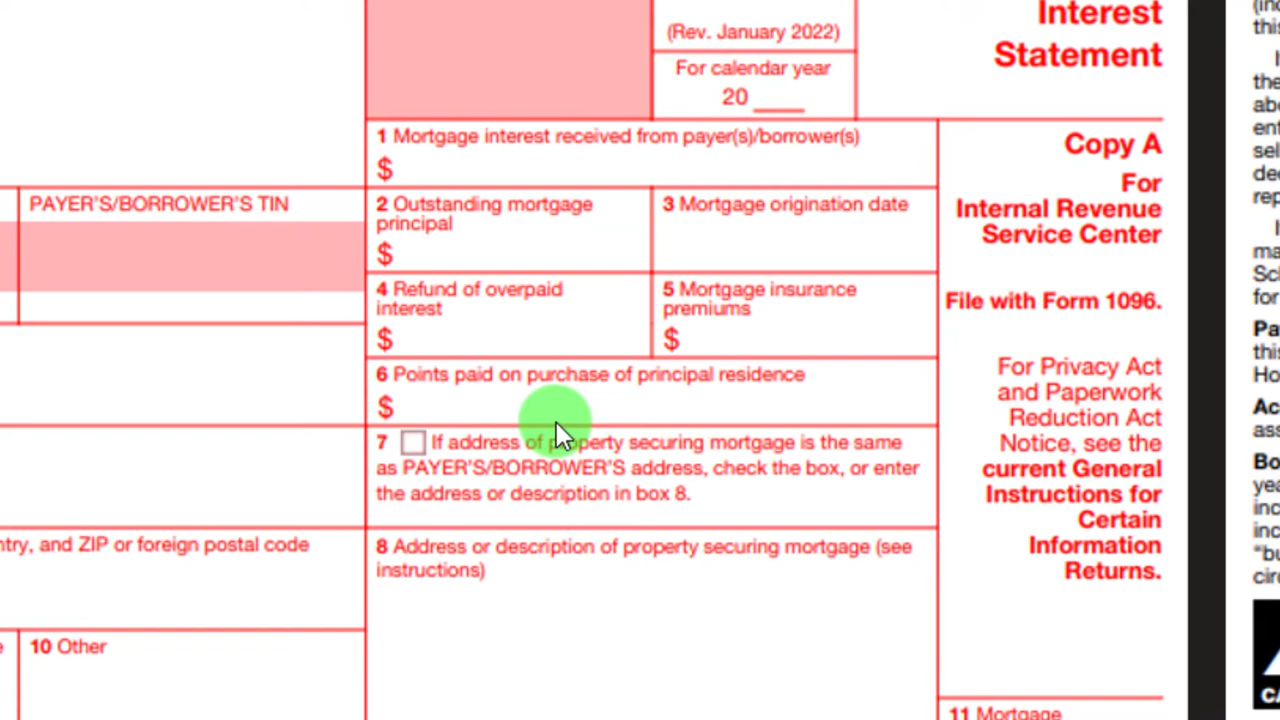 Interest
Statement
(Rev. January 2022)
For calendar year
20
1 Mortgage interest received from payer(s)/borrower(s)
$
Copy A
For
Internal Revenue
Service Center
File with Form 1096.
For Privacy Act
and Paperwork
Reduction Act
Notice, see the
current General
Instructions for
Certain
Information
Returns.
PAYER'S/BORROWER'S TIN
2 Outstanding mortgage
principal
$
3 Mortgage origination date
4 Refund of overpaid
interest
$
5 Mortgage insurance
premiums
$
6 Points paid on purchase of principal residence
$
7 If address of property securing mortgage is the same
as PAYER'S/BORROWER'S address, check the box, or enter
the address or description in box 8.
and ZIP or foreign postal code
8 Address or description of property securing mortgage (see
instructions)
10 Other
11 Mortgage